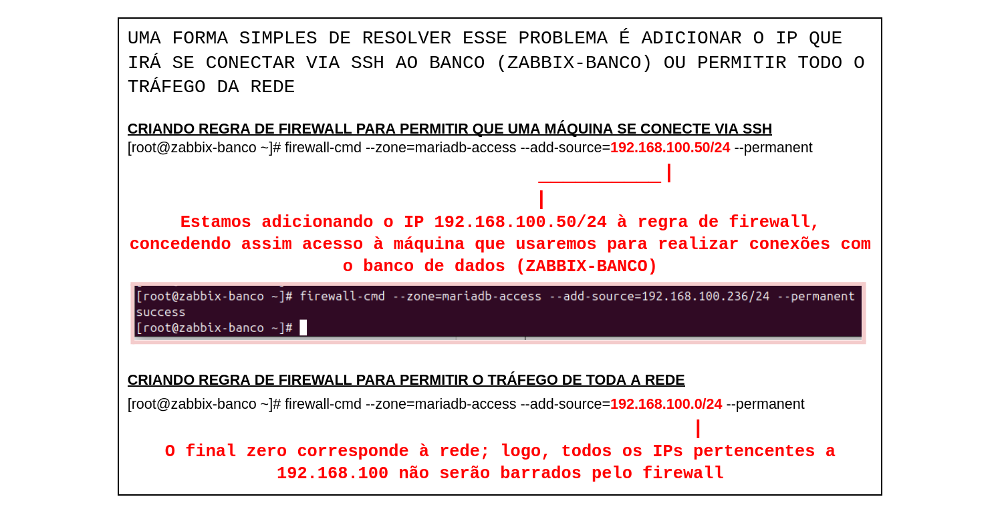 UMA FORMA SIMPLES DE RESOLVER ESSE PROBLEMA É ADICIONAR O IP QUE
IRÁ SE CONECTAR VIA SSH AO BANCO (ZABBIX-BANCO) OU PERMITIR TODO O
TRÁFEGO DA REDE
CRIANDO REGRA DE FIREWALL PARA PERMITIR QUE UMA MÁQUINA SE CONECTE VIA SSH
[root@zabbix-banco ~]# firewall-cmd --zone=mariadb-access --add-source=192.168.100.50/24 --permanent
Estamos adicionando o IP 192.168.100.50/24 à regra de firewall,
concedendo assim acesso à máquina que usaremos para realizar conexões com
o banco de dados (ZABBIX-BANCO)
[root@zabbix-banco ~]# firewall-cmd --zone=mariadb-access --add-source=192.168.100.236/24 --permanent
success
[root@zabbix-banco ~]#
CRIANDO REGRA DE FIREWALL PARA PERMITIR O TRÁFEGO DE TODA A REDE
[root@zabbix-banco ~]# firewall-cmd --zone=mariadb-access --add-source=192.168.100.0/24 --permanent
O final zero corresponde à rede; logo, todos os IPs pertencentes a
192.168.100 não serão barrados pelo firewall